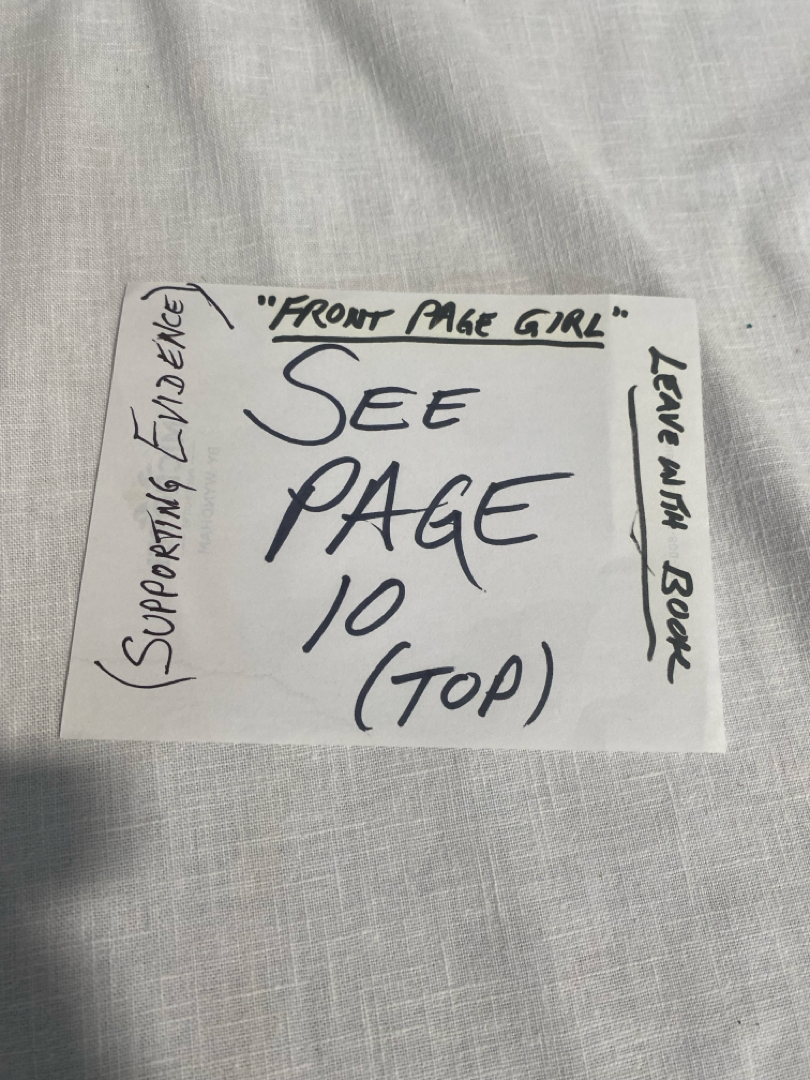 "FRONT PAGE GIRL"
SEE
PAGE
10
(TOP)
(SUPPORTING EVIDENCE)
LEAVE WITH BOOK